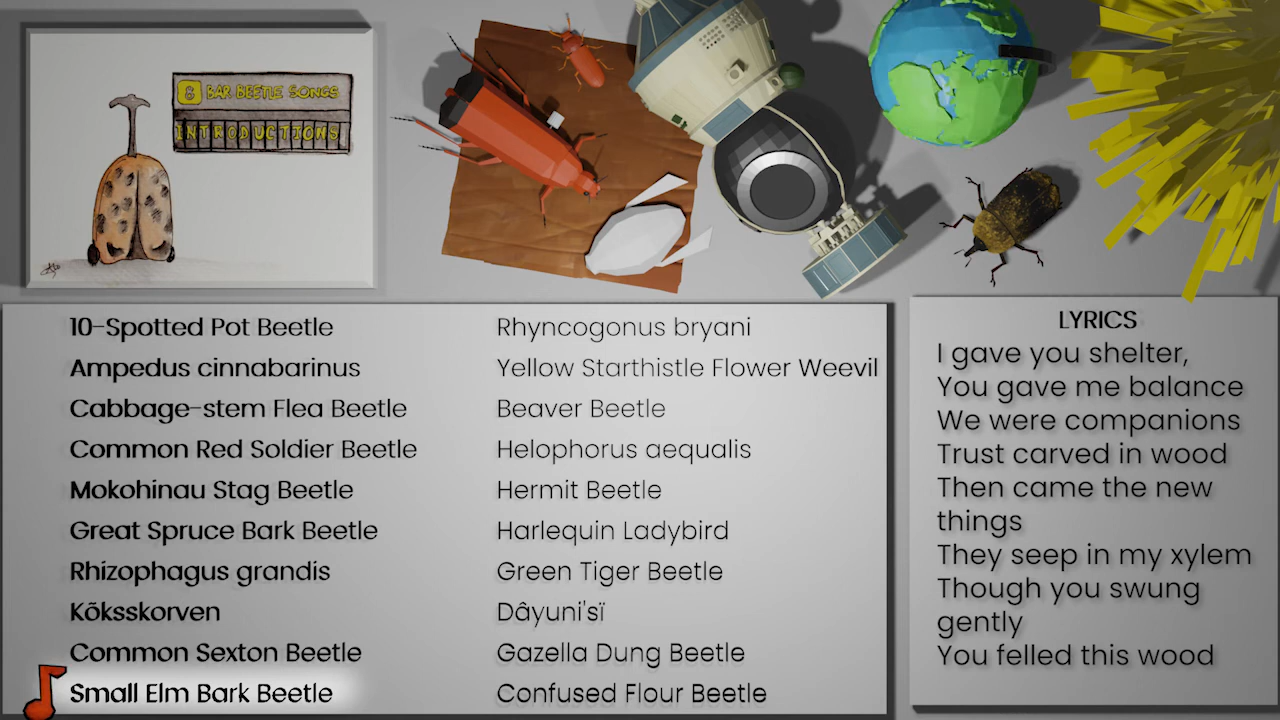 8 BAR BEETLE SONGS
INTRODUCTIONS
10-Spotted Pot Beetle
Ampedus cinnabarinus
Cabbage-stem Flea Beetle
Common Red Soldier Beetle
Mokohinau Stag Beetle
Great Spruce Bark Beetle
Rhizophagus grandis
Kõksskorven
Common Sexton Beetle
Small Elm Bark Beetle
Rhyncogonus bryani
Yellow Starthistle Flower Weevil
Beaver Beetle
Helophorus aequalis
Hermit Beetle
Harlequin Ladybird
Green Tiger Beetle
Dâyuni'sï
Gazella Dung Beetle
Confused Flour Beetle
LYRICS
I gave you shelter,
You gave me balance
We were companions
Trust carved in wood
Then came the new
things
They seep in my xylem
Though you swung
gently
You felled this wood